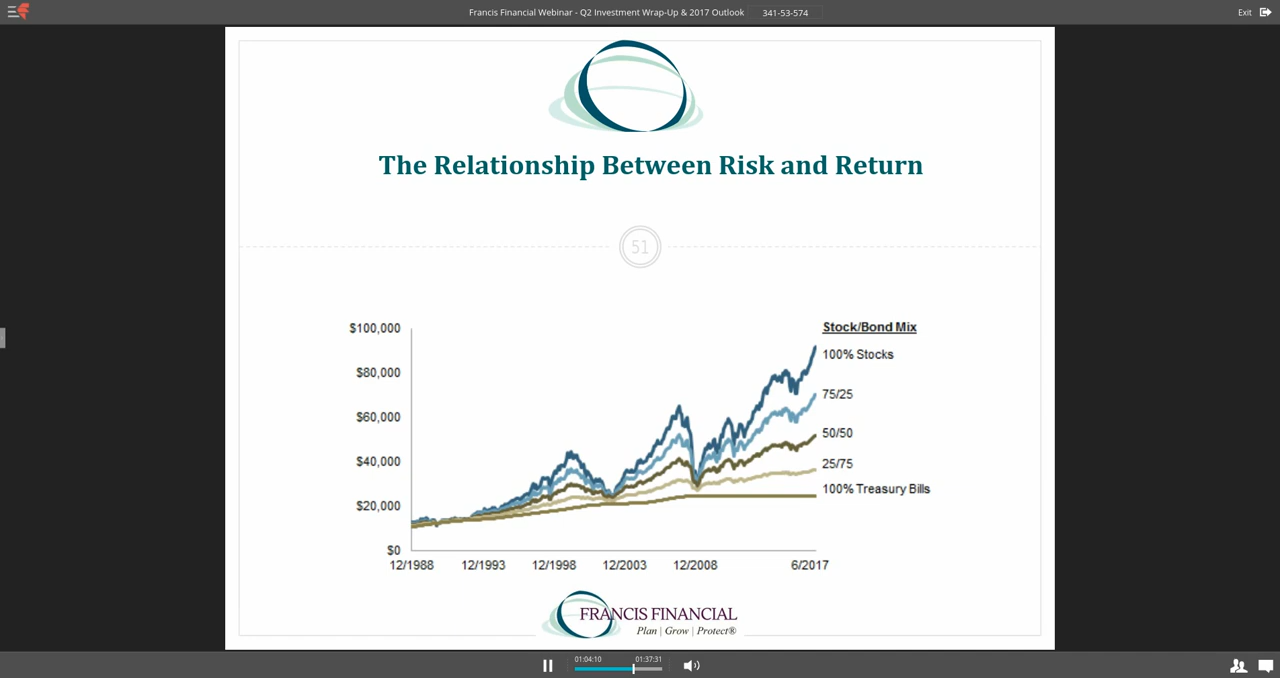 Francis Financial Webinar - Q2 Investment Wrap-Up & 2017 Outlook 341-53-574 Exit
The Relationship Between Risk and Return
51
$100,000
$80,000
$60,000
$40,000
$20,000
$0
Stock/Bond Mix
100% Stocks
75/25
50/50
25/75
100% Treasury Bills
12/1988 12/1993 12/1998 12/2003 12/2008 6/2017
FRANCIS FINANCIAL
Plan | Grow | Protect®
01:04:10 01:37:31